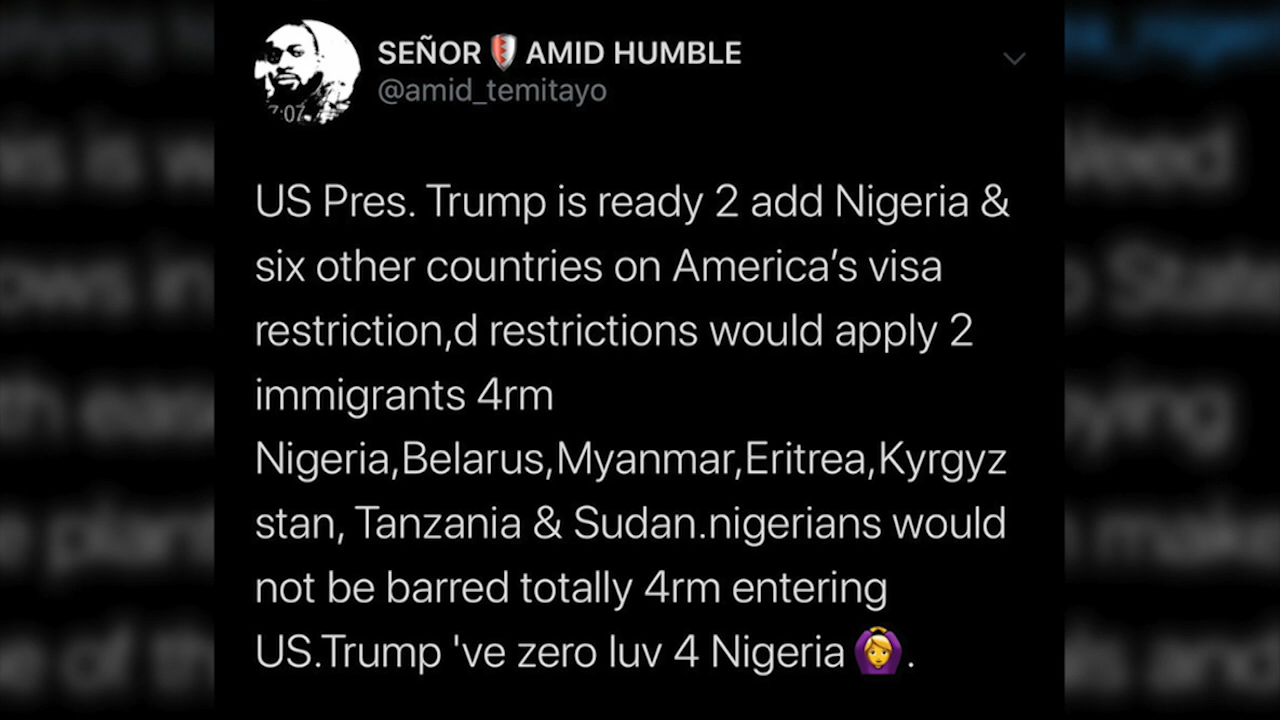 SEÑOR AMID HUMBLE
@amid_temitayo
7:07
US Pres. Trump is ready 2 add Nigeria &
six other countries on America's visa
restriction,d restrictions would apply 2
immigrants 4rm
Nigeria,Belarus,Myanmar,Eritrea,Kyrgyz
stan, Tanzania & Sudan.nigerians would
not be barred totally 4rm entering
US.Trump 've zero luv 4 Nigeria 🙆.